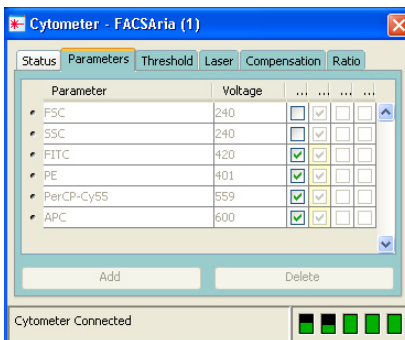 Cytometer - FACSAria (1)
Status Parameters Threshold Laser Compensation Ratio
Parameter Voltage ... ... ... ...
FSC 240
SSC 240
FITC 420
PE 401
PerCP-Cy55 559
APC 600
Add Delete
Cytometer Connected